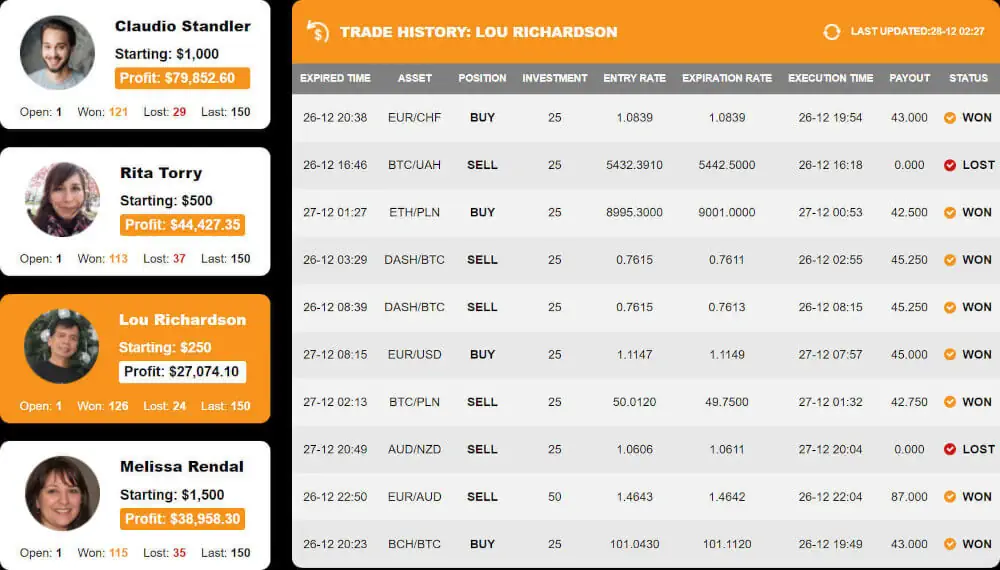 Claudio Standler
Starting: $1,000
Profit: $79,852.60
Open: 1 Won: 121 Lost: 29 Last: 150
Rita Torry
Starting: $500
Profit: $44,427.35
Open: 1 Won: 113 Lost: 37 Last: 150
Lou Richardson
Starting: $250
Profit: $27,074.10
Open: 1 Won: 126 Lost: 24 Last: 150
Melissa Rendal
Starting: $1,500
Profit: $38,958.30
Open: 1 Won: 115 Lost: 35 Last: 150
TRADE HISTORY: LOU RICHARDSON LAST UPDATED:28-12 02:27
EXPIRED TIME ASSET POSITION INVESTMENT ENTRY RATE EXPIRATION RATE EXECUTION TIME PAYOUT STATUS
26-12 20:38 EUR/CHF BUY 25 1.0839 1.0839 26-12 19:54 43.000 WON
26-12 16:46 BTC/UAH SELL 25 5432.3910 5442.5000 26-12 16:18 0.000 LOST
27-12 01:27 ETH/PLN BUY 25 8995.3000 9001.0000 27-12 00:53 42.500 WON
26-12 03:29 DASH/BTC SELL 25 0.7615 0.7611 26-12 02:55 45.250 WON
26-12 08:39 DASH/BTC SELL 25 0.7615 0.7613 26-12 08:15 45.250 WON
27-12 08:15 EUR/USD BUY 25 1.1147 1.1149 27-12 07:57 45.000 WON
27-12 02:13 BTC/PLN SELL 25 50.0120 49.7500 27-12 01:32 42.750 WON
27-12 20:49 AUD/NZD SELL 25 1.0606 1.0611 27-12 20:04 0.000 LOST
26-12 22:50 EUR/AUD SELL 50 1.4643 1.4642 26-12 22:04 87.000 WON
26-12 20:23 BCH/BTC BUY 25 101.0430 101.1120 26-12 19:49 43.000 WON